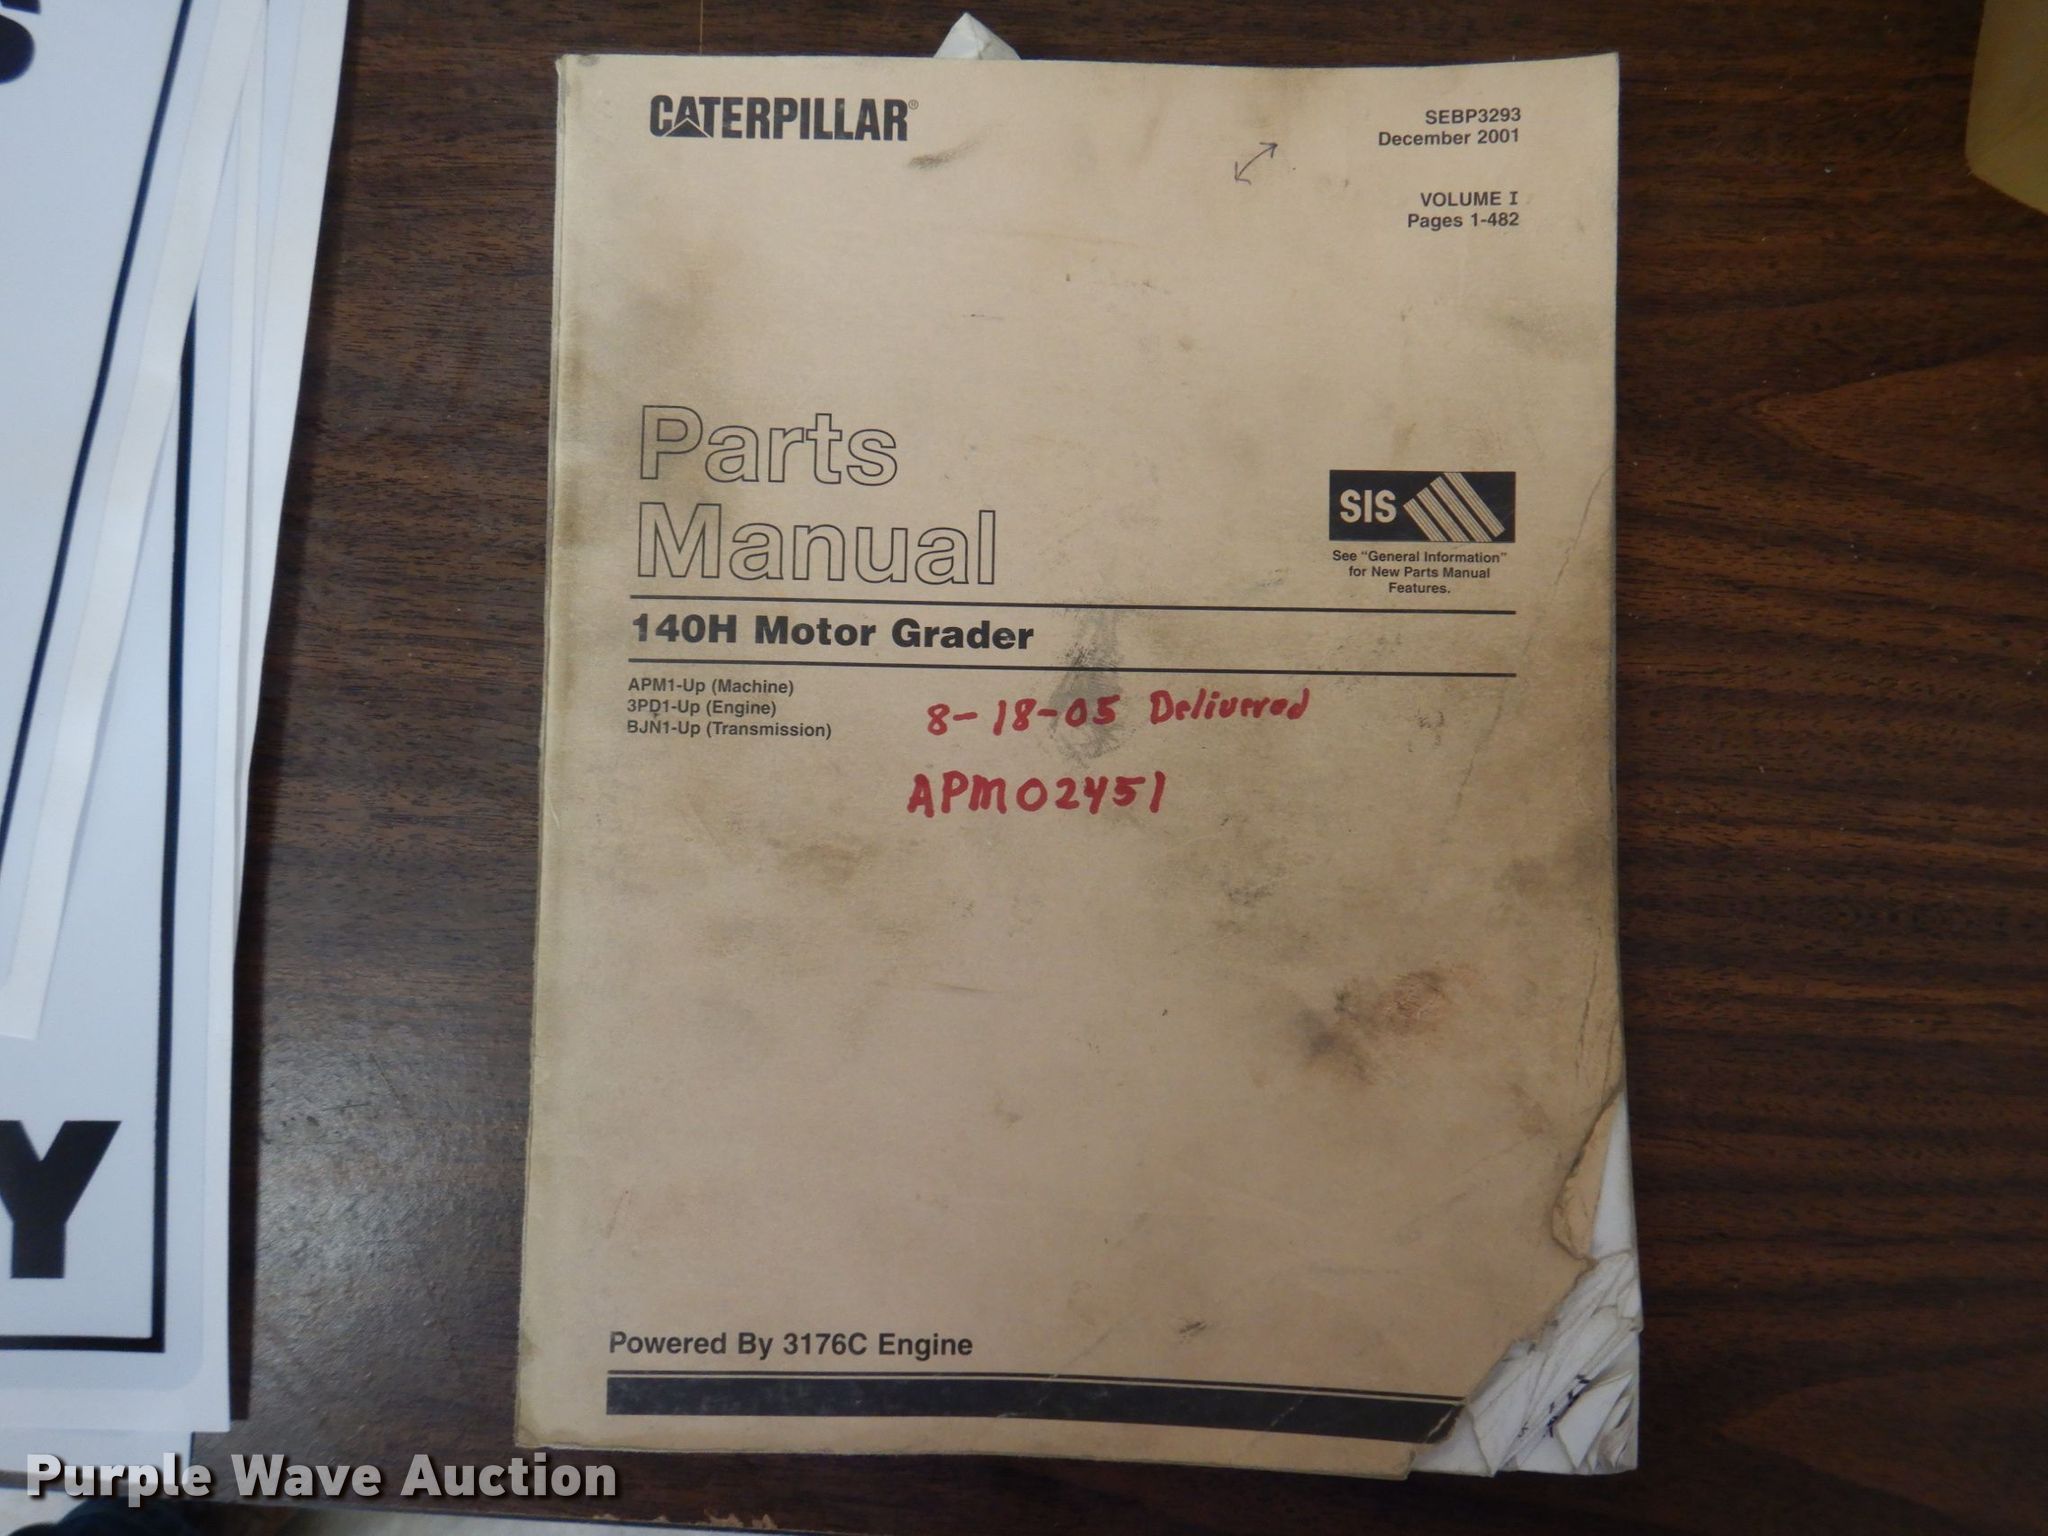 CATERPILLAR®
SEBP3293
December 2001
VOLUME I
Pages 1-482
Parts
Manual
SIS
See "General Information"
for New Parts Manual
Features.
140H Motor Grader
APM1-Up (Machine)
3PD1-Up (Engine)
BJN1-Up (Transmission)
8-18-05 Delivered
APM02451
Powered By 3176C Engine
S
Y
Purple Wave Auction